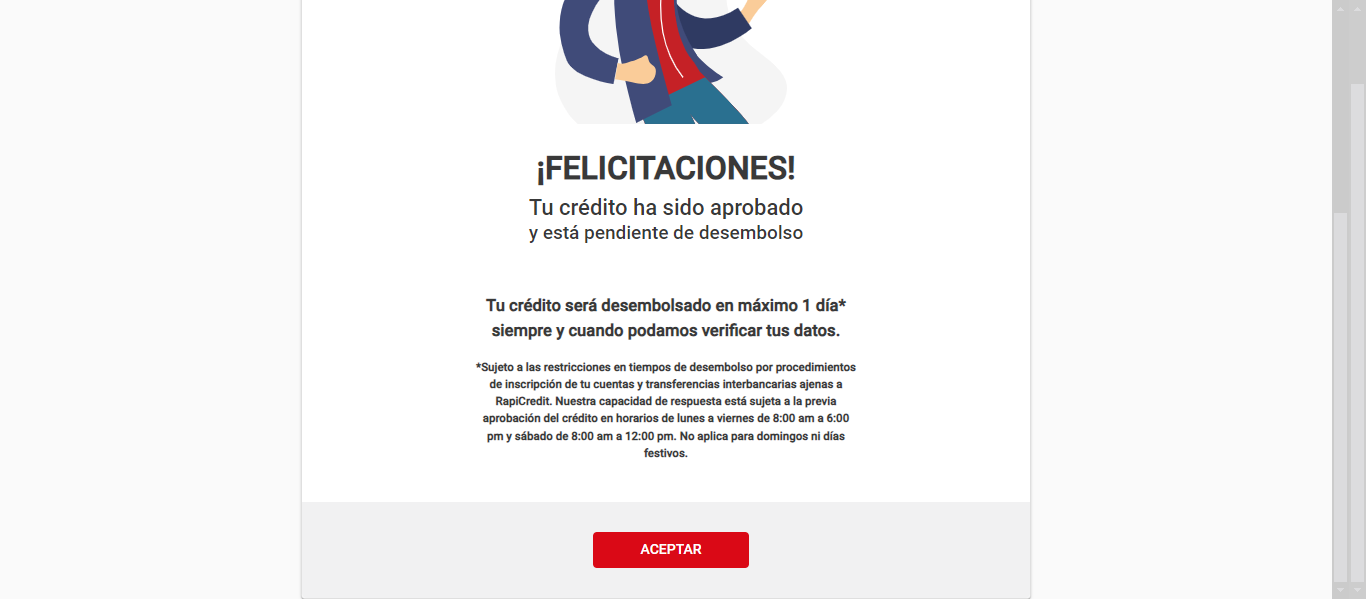 ¡FELICITACIONES!
Tu crédito ha sido aprobado
y está pendiente de desembolso
Tu crédito será desembolsado en máximo 1 día*
siempre y cuando podamos verificar tus datos.
*Sujeto a las restricciones en tiempos de desembolso por procedimientos
de inscripción de tu cuentas y transferencias interbancarias ajenas a
RapiCredit. Nuestra capacidad de respuesta está sujeta a la previa
aprobación del crédito en horarios de lunes a viernes de 8:00 am a 6:00
pm y sábado de 8:00 am a 12:00 pm. No aplica para domingos ni días
festivos.
ACEPTAR